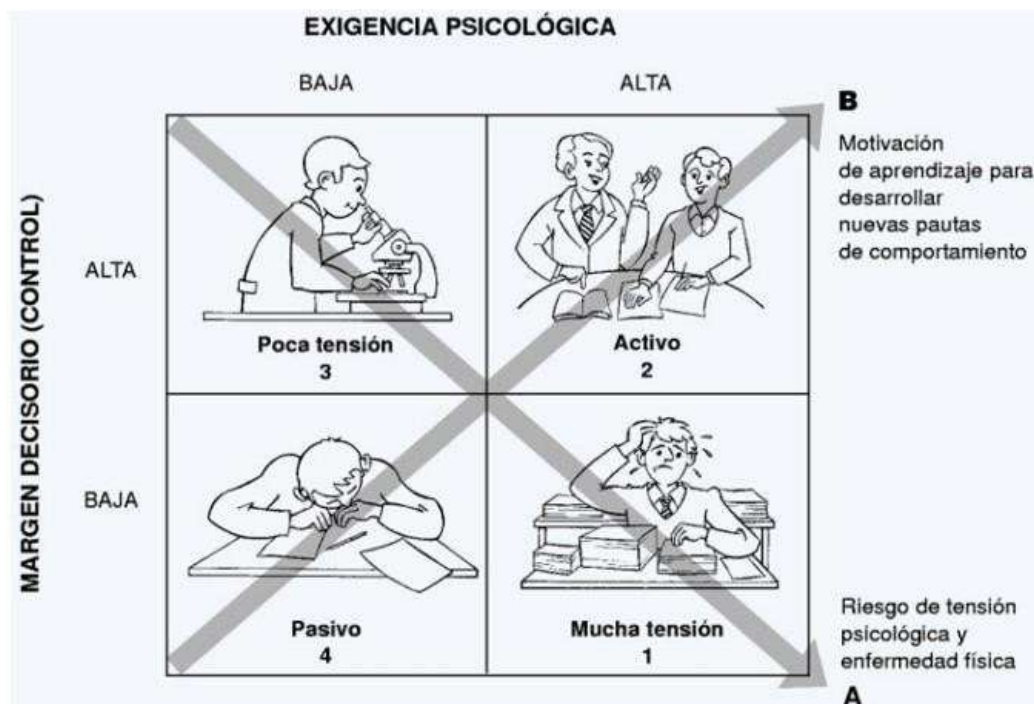 EXIGENCIA PSICOLÓGICA
BAJA
ALTA
B
Motivación
de aprendizaje para
desarrollar
nuevas pautas
de comportamiento
MARGEN DECISORIO (CONTROL)
ALTA
Poca tensión
3
Activo
2
BAJA
Pasivo
4
Mucha tensión
1
Riesgo de tensión
psicológica y
enfermedad física
A